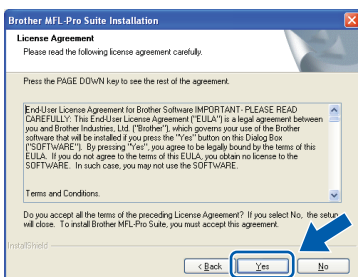 Brother MFL-Pro Suite Installation
License Agreement
Please read the following license agreement carefully.
Press the PAGE DOWN key to see the rest of the agreement.
End-User License Agreement for Brother Software IMPORTANT- PLEASE READ
CAREFULLY: This End-User License Agreement ("EULA") is a legal agreement between
you and Brother Industries, Ltd. ("Brother"), which governs your use of the Brother
software that will be installed if you press the "Yes" button on this Dialog Box
("SOFTWARE"). By pressing "Yes", you agree to be legally bound by the terms of this
EULA. If you do not agree to the terms of this EULA, you obtain no license to the
SOFTWARE. In such case, you may not use the SOFTWARE.
Terms and Conditions.
Do you accept all the terms of the preceding License Agreement? If you select No, the setup
will close. To install Brother MFL-Pro Suite, you must accept this agreement.
InstallShield
< Back Yes No